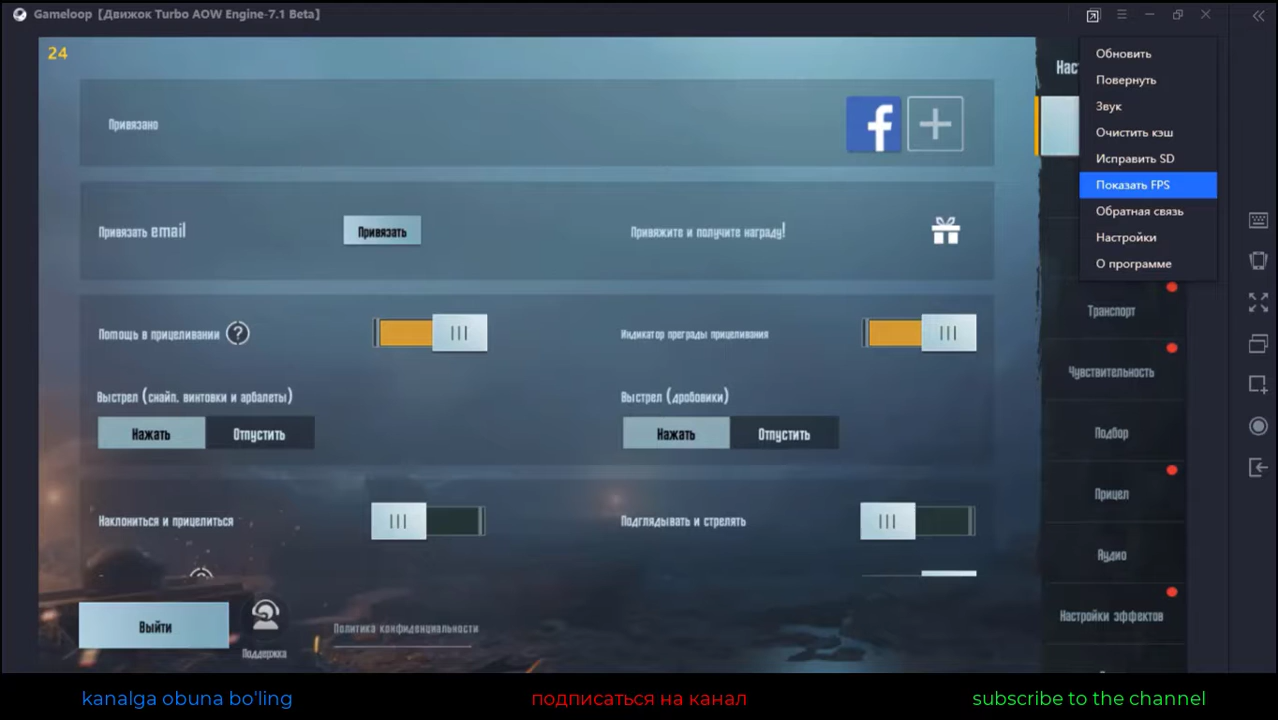 Gameloop【Движок Turbo AOW Engine-7.1 Beta】
24
Нас
Обновить
Повернуть
Звук
Очистить кэш
Исправить SD
Показать FPS
Обратная связь
Настройки
О программе
Привязано
Привязать email
Привязать
Привяжите и получите награду!
Помощь в прицеливании ?
Индикатор преграды прицеливания
Выстрел (снайп. винтовки и арбалеты)
Выстрел (дробовики)
Нажать
Отпустить
Нажать
Отпустить
Наклониться и прицелиться
Подглядывать и стрелять
Транспорт
Чувствительность
Подбор
Прицел
Аудио
Настройки эффектов
Выйти
Поддержка
Политика конфиденциальности
kanalga obuna bo'ling
подписаться на канал
subscribe to the channel